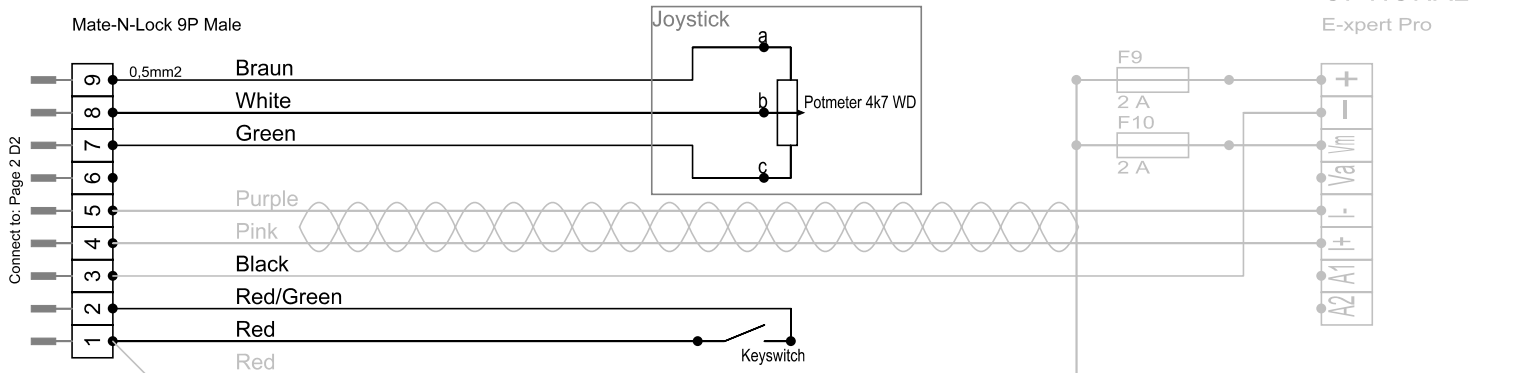 Mate-N-Lock 9P Male
Joystick
E-xpert Pro
a
F9
0,5mm2
Braun
9
+
2 A
White
8
b
Potmeter 4k7 WD
-
F10
Green
7
Vm
2 A
c
6
Va
Connect to: Page 2 D2
Purple
5
I-
Pink
4
I+
Black
3
A1
Red/Green
2
A2
Red
1
Keyswitch
Red